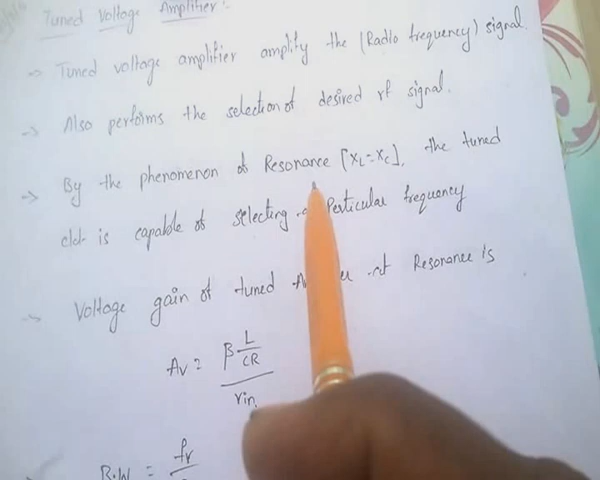 Tuned Voltage Amplifier:
-> Tuned voltage amplifier amplify the (Radio frequency) signal.
-> Also performs the selection of desired rf signal.
-> By the phenomenon of Resonance [XL=XC], the tuned
ckt is capable of selecting a Perticular frequency
-> Voltage gain of tuned at Resonance is
Av = β L/CR
rin
B.W = fr